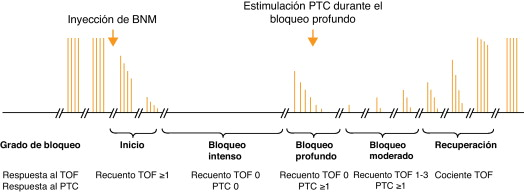 Inyección de BNM
Estimulación PTC durante el
bloqueo profundo
Grado de bloqueo
Inicio
Bloqueo
intenso
Bloqueo
profundo
Bloqueo
moderado
Recuperación
Respuesta al TOF
Respuesta al PTC
Recuento TOF ≥1
Recuento TOF 0
PTC 0
Recuento TOF 0
PTC ≥1
Recuento TOF 1-3
PTC ≥1
Cociente TOF